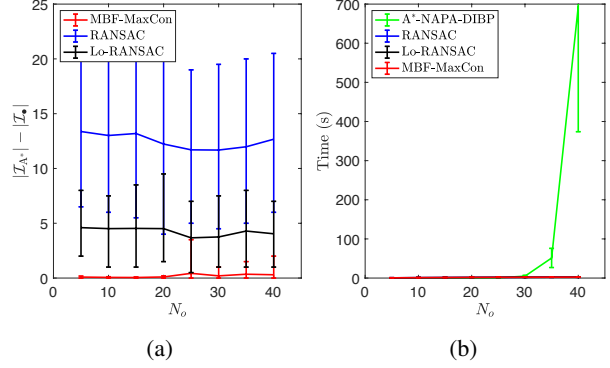 25
20
15
10
5
0
|I_A*| − |I_•|
MBF-MaxCon
RANSAC
Lo-RANSAC
0 10 20 30 40
N_o
(a)
700
600
500
400
300
200
100
0
Time (s)
A*-NAPA-DIBP
RANSAC
Lo-RANSAC
MBF-MaxCon
0 10 20 30 40
N_o
(b)